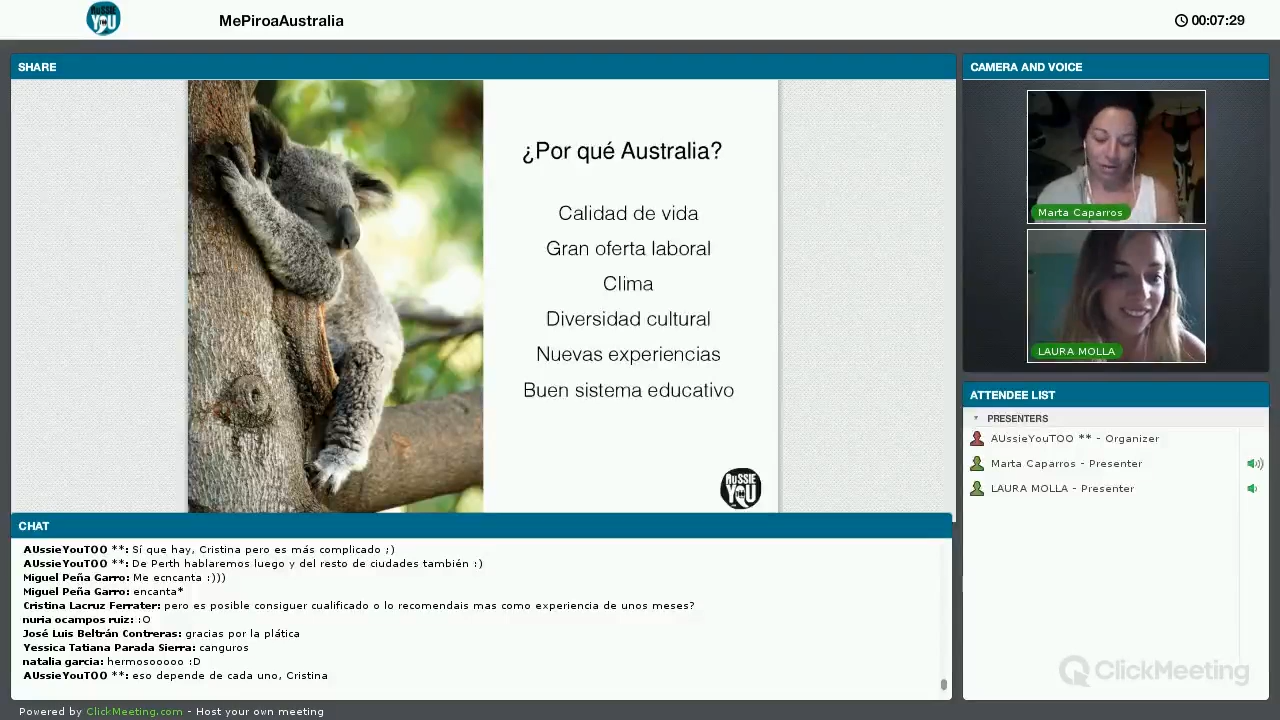 AUSSIE
YOU
TOO
MePiroaAustralia
00:07:29
SHARE
¿Por qué Australia?
Calidad de vida
Gran oferta laboral
Clima
Diversidad cultural
Nuevas experiencias
Buen sistema educativo
AUSSIE
YOU
TOO
CAMERA AND VOICE
Marta Caparros
LAURA MOLLA
ATTENDEE LIST
PRESENTERS
AUssieYouTOO ** - Organizer
Marta Caparros - Presenter
LAURA MOLLA - Presenter
CHAT
AUssieYouTOO **: Sí que hay, Cristina pero es más complicado ;)
AUssieYouTOO **: De Perth hablaremos luego y del resto de ciudades también :)
Miguel Peña Garro: Me ecncanta :)))
Miguel Peña Garro: encanta*
Cristina Lacruz Ferrater: pero es posible consiguer cualificado o lo recomendais mas como experiencia de unos meses?
nuria ocampos ruiz: :O
José Luis Beltrán Contreras: gracias por la plática
Yessica Tatiana Parada Sierra: canguros
natalia garcia: hermosooooo :D
AUssieYouTOO **: eso depende de cada uno, Cristina
ClickMeeting
Powered by ClickMeeting.com - Host your own meeting